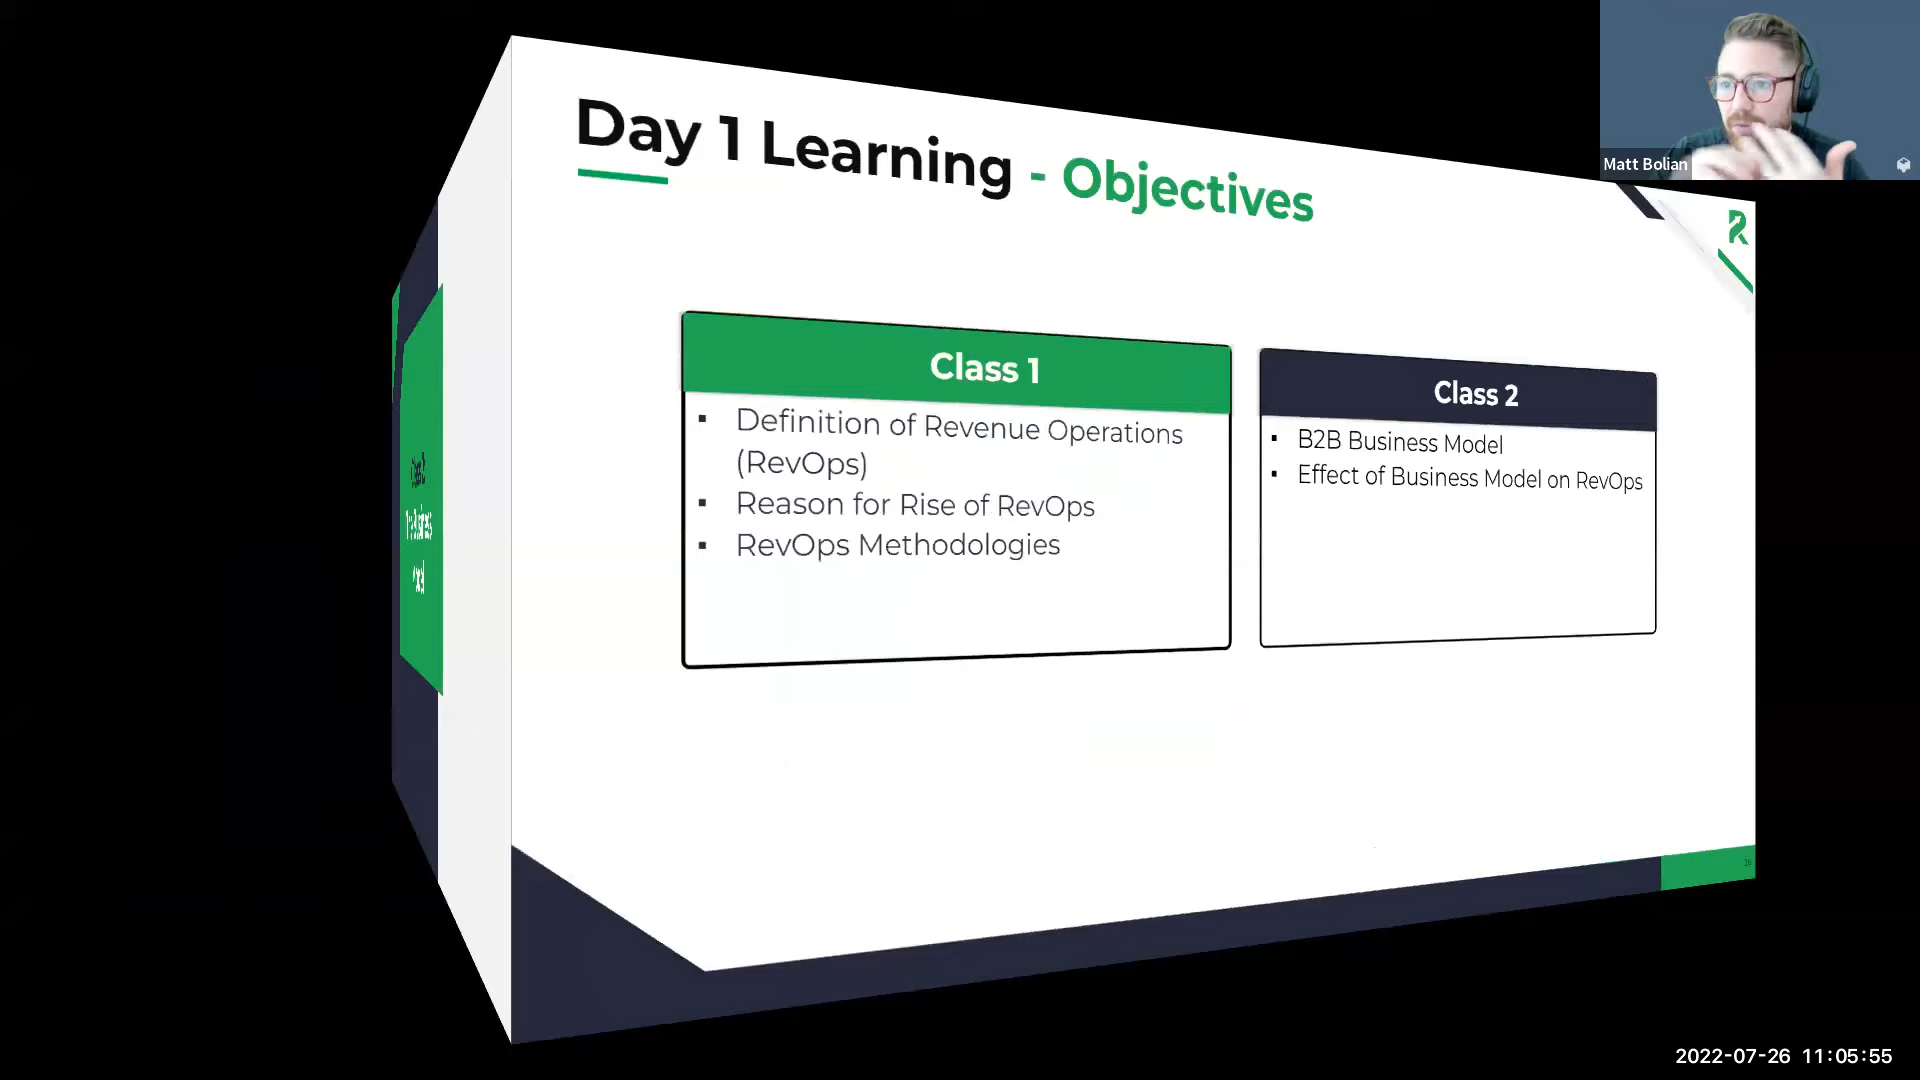 Day 1 Learning - Objectives
Matt Bolian
Class 1
▪ Definition of Revenue Operations
(RevOps)
▪ Reason for Rise of RevOps
▪ RevOps Methodologies
Class 2
▪ B2B Business Model
▪ Effect of Business Model on RevOps
2022-07-26 11:05:55